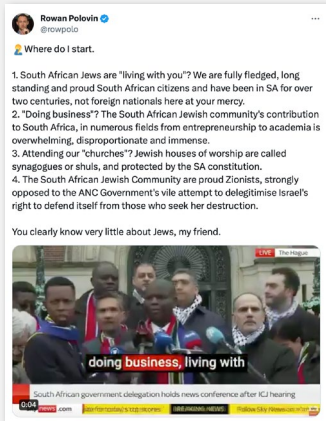 Rowan Polovin
@rowpolo
Where do I start.
1. South African Jews are "living with you"? We are fully fledged, long
standing and proud South African citizens and have been in SA for over
two centuries, not foreign nationals here at your mercy.
2. "Doing business"? The South African Jewish community's contribution
to South Africa, in numerous fields from entrepreneurship to academia is
overwhelming, disproportionate and immense.
3. Attending our "churches"? Jewish houses of worship are called
synagogues or shuls, and protected by the SA constitution.
4. The South African Jewish Community are proud Zionists, strongly
opposed to the ANC Government's vile attempt to delegitimise Israel's
right to defend itself from those who seek her destruction.
You clearly know very little about Jews, my friend.
LIVE The Hague
doing business, living with
South African government delegation holds news conference after ICJ hearing
0:04
news.com